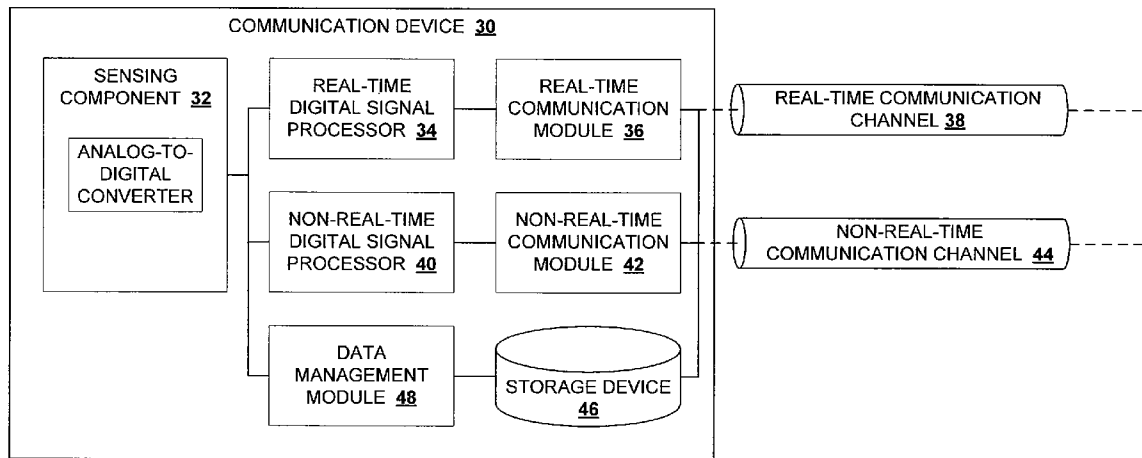 COMMUNICATION DEVICE 30
SENSING
COMPONENT 32
ANALOG-TO-
DIGITAL
CONVERTER
REAL-TIME
DIGITAL SIGNAL
PROCESSOR 34
REAL-TIME
COMMUNICATION
MODULE 36
REAL-TIME COMMUNICATION
CHANNEL 38
NON-REAL-TIME
DIGITAL SIGNAL
PROCESSOR 40
NON-REAL-TIME
COMMUNICATION
MODULE 42
NON-REAL-TIME
COMMUNICATION CHANNEL 44
DATA
MANAGEMENT
MODULE 48
STORAGE DEVICE
46